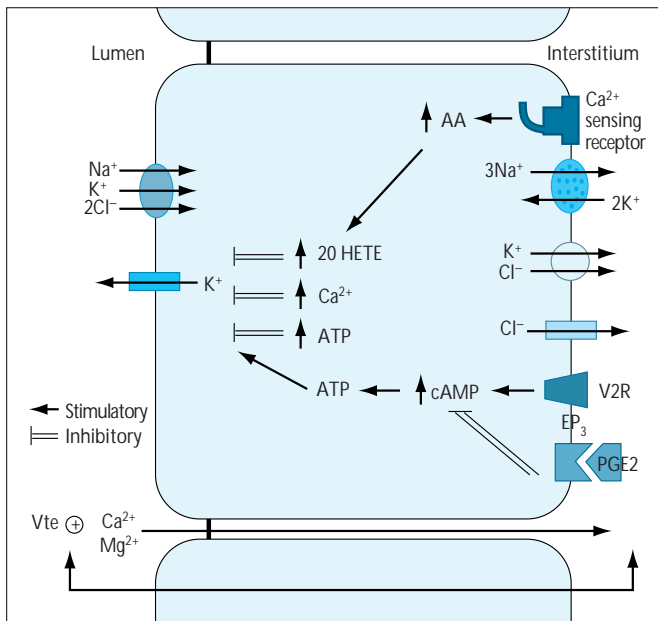 Lumen
Interstitium
Ca²⁺
sensing
receptor
↑ AA
Na⁺
K⁺
2Cl⁻
3Na⁺
2K⁺
↑ 20 HETE
K⁺
Cl⁻
K⁺
↑ Ca²⁺
↑ ATP
Cl⁻
ATP
↑ cAMP
V2R
Stimulatory
EP₃
Inhibitory
PGE2
Vte ⊕ Ca²⁺
Mg²⁺